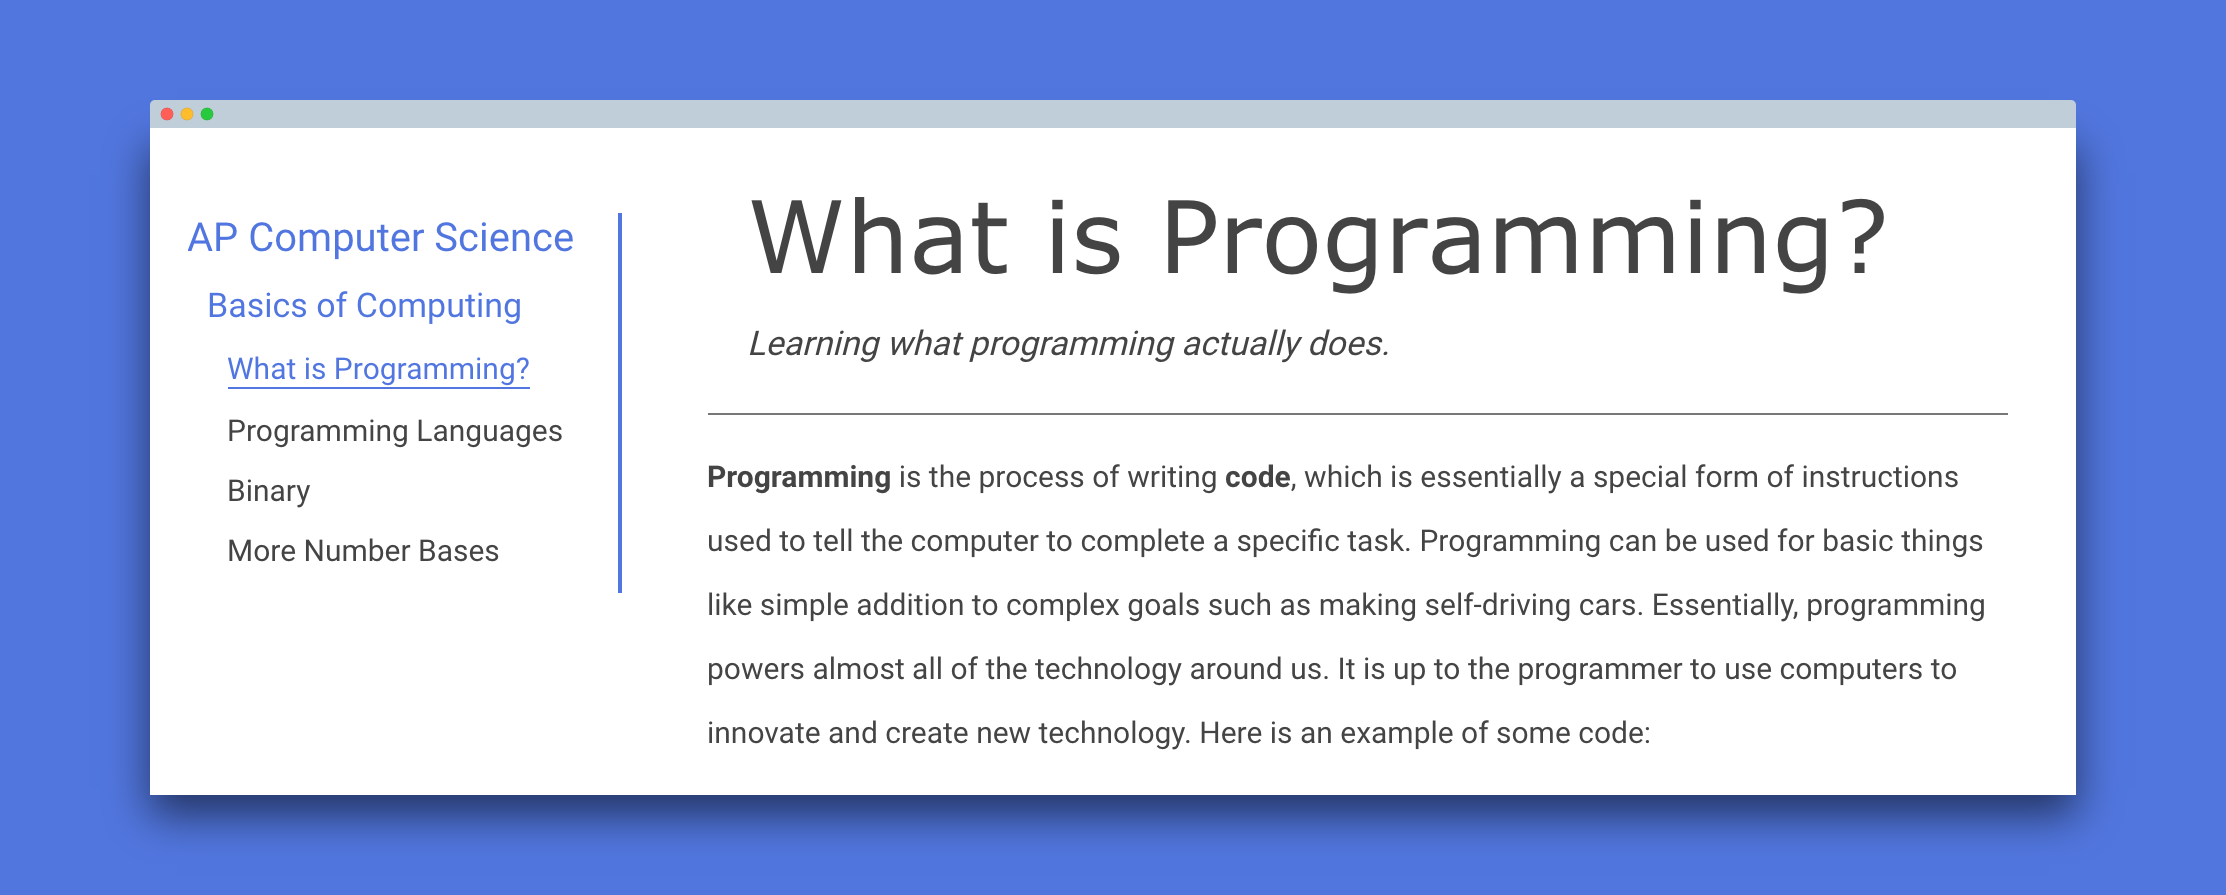 AP Computer Science
Basics of Computing
What is Programming?
Programming Languages
Binary
More Number Bases
What is Programming?
Learning what programming actually does.
Programming is the process of writing code, which is essentially a special form of instructions
used to tell the computer to complete a specific task. Programming can be used for basic things
like simple addition to complex goals such as making self-driving cars. Essentially, programming
powers almost all of the technology around us. It is up to the programmer to use computers to
innovate and create new technology. Here is an example of some code: